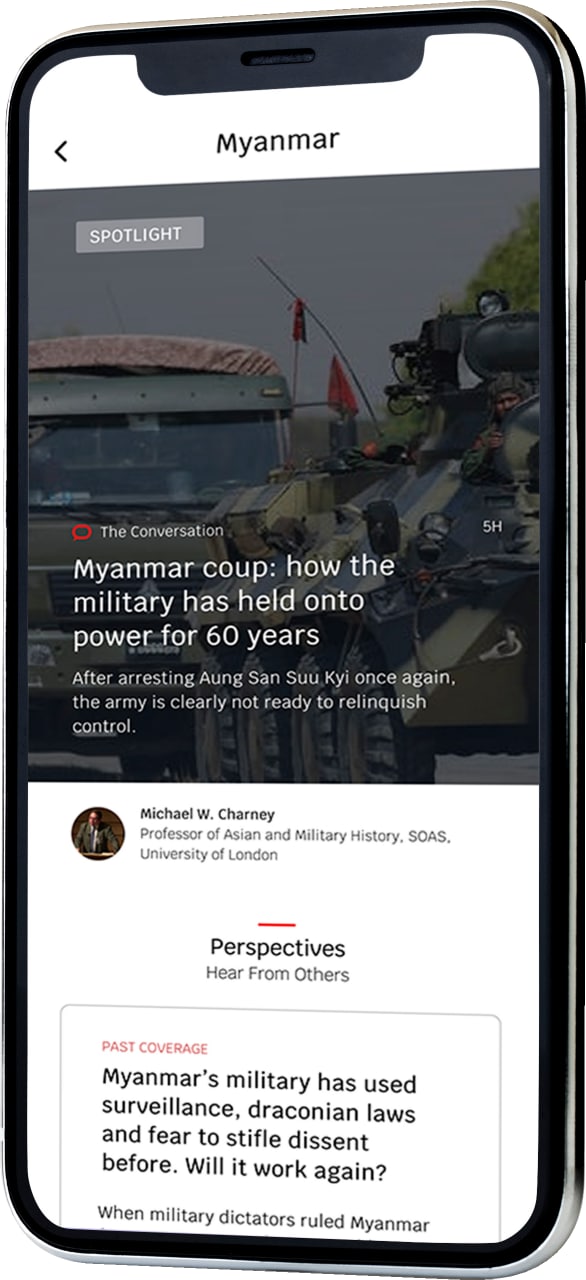 Myanmar
SPOTLIGHT
The Conversation
5H
Myanmar coup: how the
military has held onto
power for 60 years
After arresting Aung San Suu Kyi once again,
the army is clearly not ready to relinquish
control.
Michael W. Charney
Professor of Asian and Military History, SOAS,
University of London
Perspectives
Hear From Others
PAST COVERAGE
Myanmar's military has used
surveillance, draconian laws
and fear to stifle dissent
before. Will it work again?
When military dictators ruled Myanmar